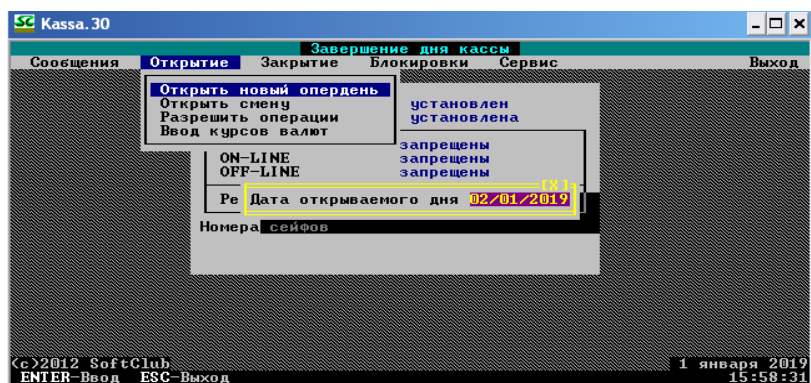 SC Kassa.30
Завершение дня кассы
Сообщения Открытие Закрытие Блокировки Сервис Выход
Открыть новый опердень
Открыть смену установлен
Разрешить операции установлена
Ввод курсов валют
запрещены
ON-LINE запрещены
OFF-LINE запрещены
[X]
Ре Дата открываемого дня 02/01/2019
Номера сейфов
(c)2012 SoftClub 1 января 2019
ENTER-Ввод ESC-Выход 15:58:31